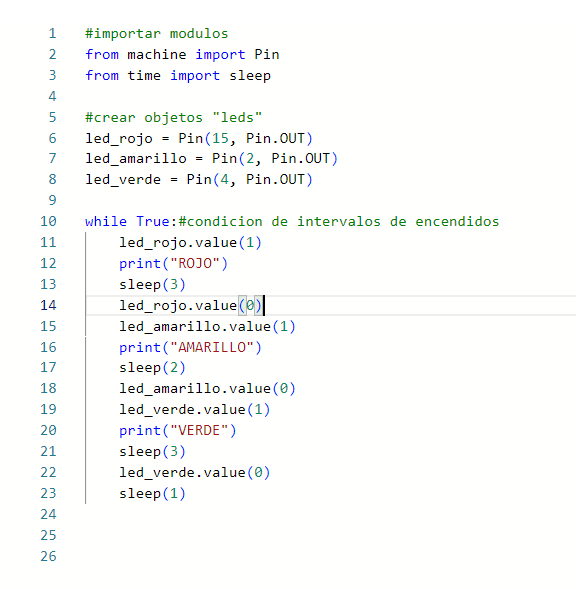 1 #importar modulos
2 from machine import Pin
3 from time import sleep
4
5 #crear objetos "leds"
6 led_rojo = Pin(15, Pin.OUT)
7 led_amarillo = Pin(2, Pin.OUT)
8 led_verde = Pin(4, Pin.OUT)
9
10 while True:#condicion de intervalos de encendidos
11     led_rojo.value(1)
12     print("ROJO")
13     sleep(3)
14     led_rojo.value(0)
15     led_amarillo.value(1)
16     print("AMARILLO")
17     sleep(2)
18     led_amarillo.value(0)
19     led_verde.value(1)
20     print("VERDE")
21     sleep(3)
22     led_verde.value(0)
23     sleep(1)
24
25
26